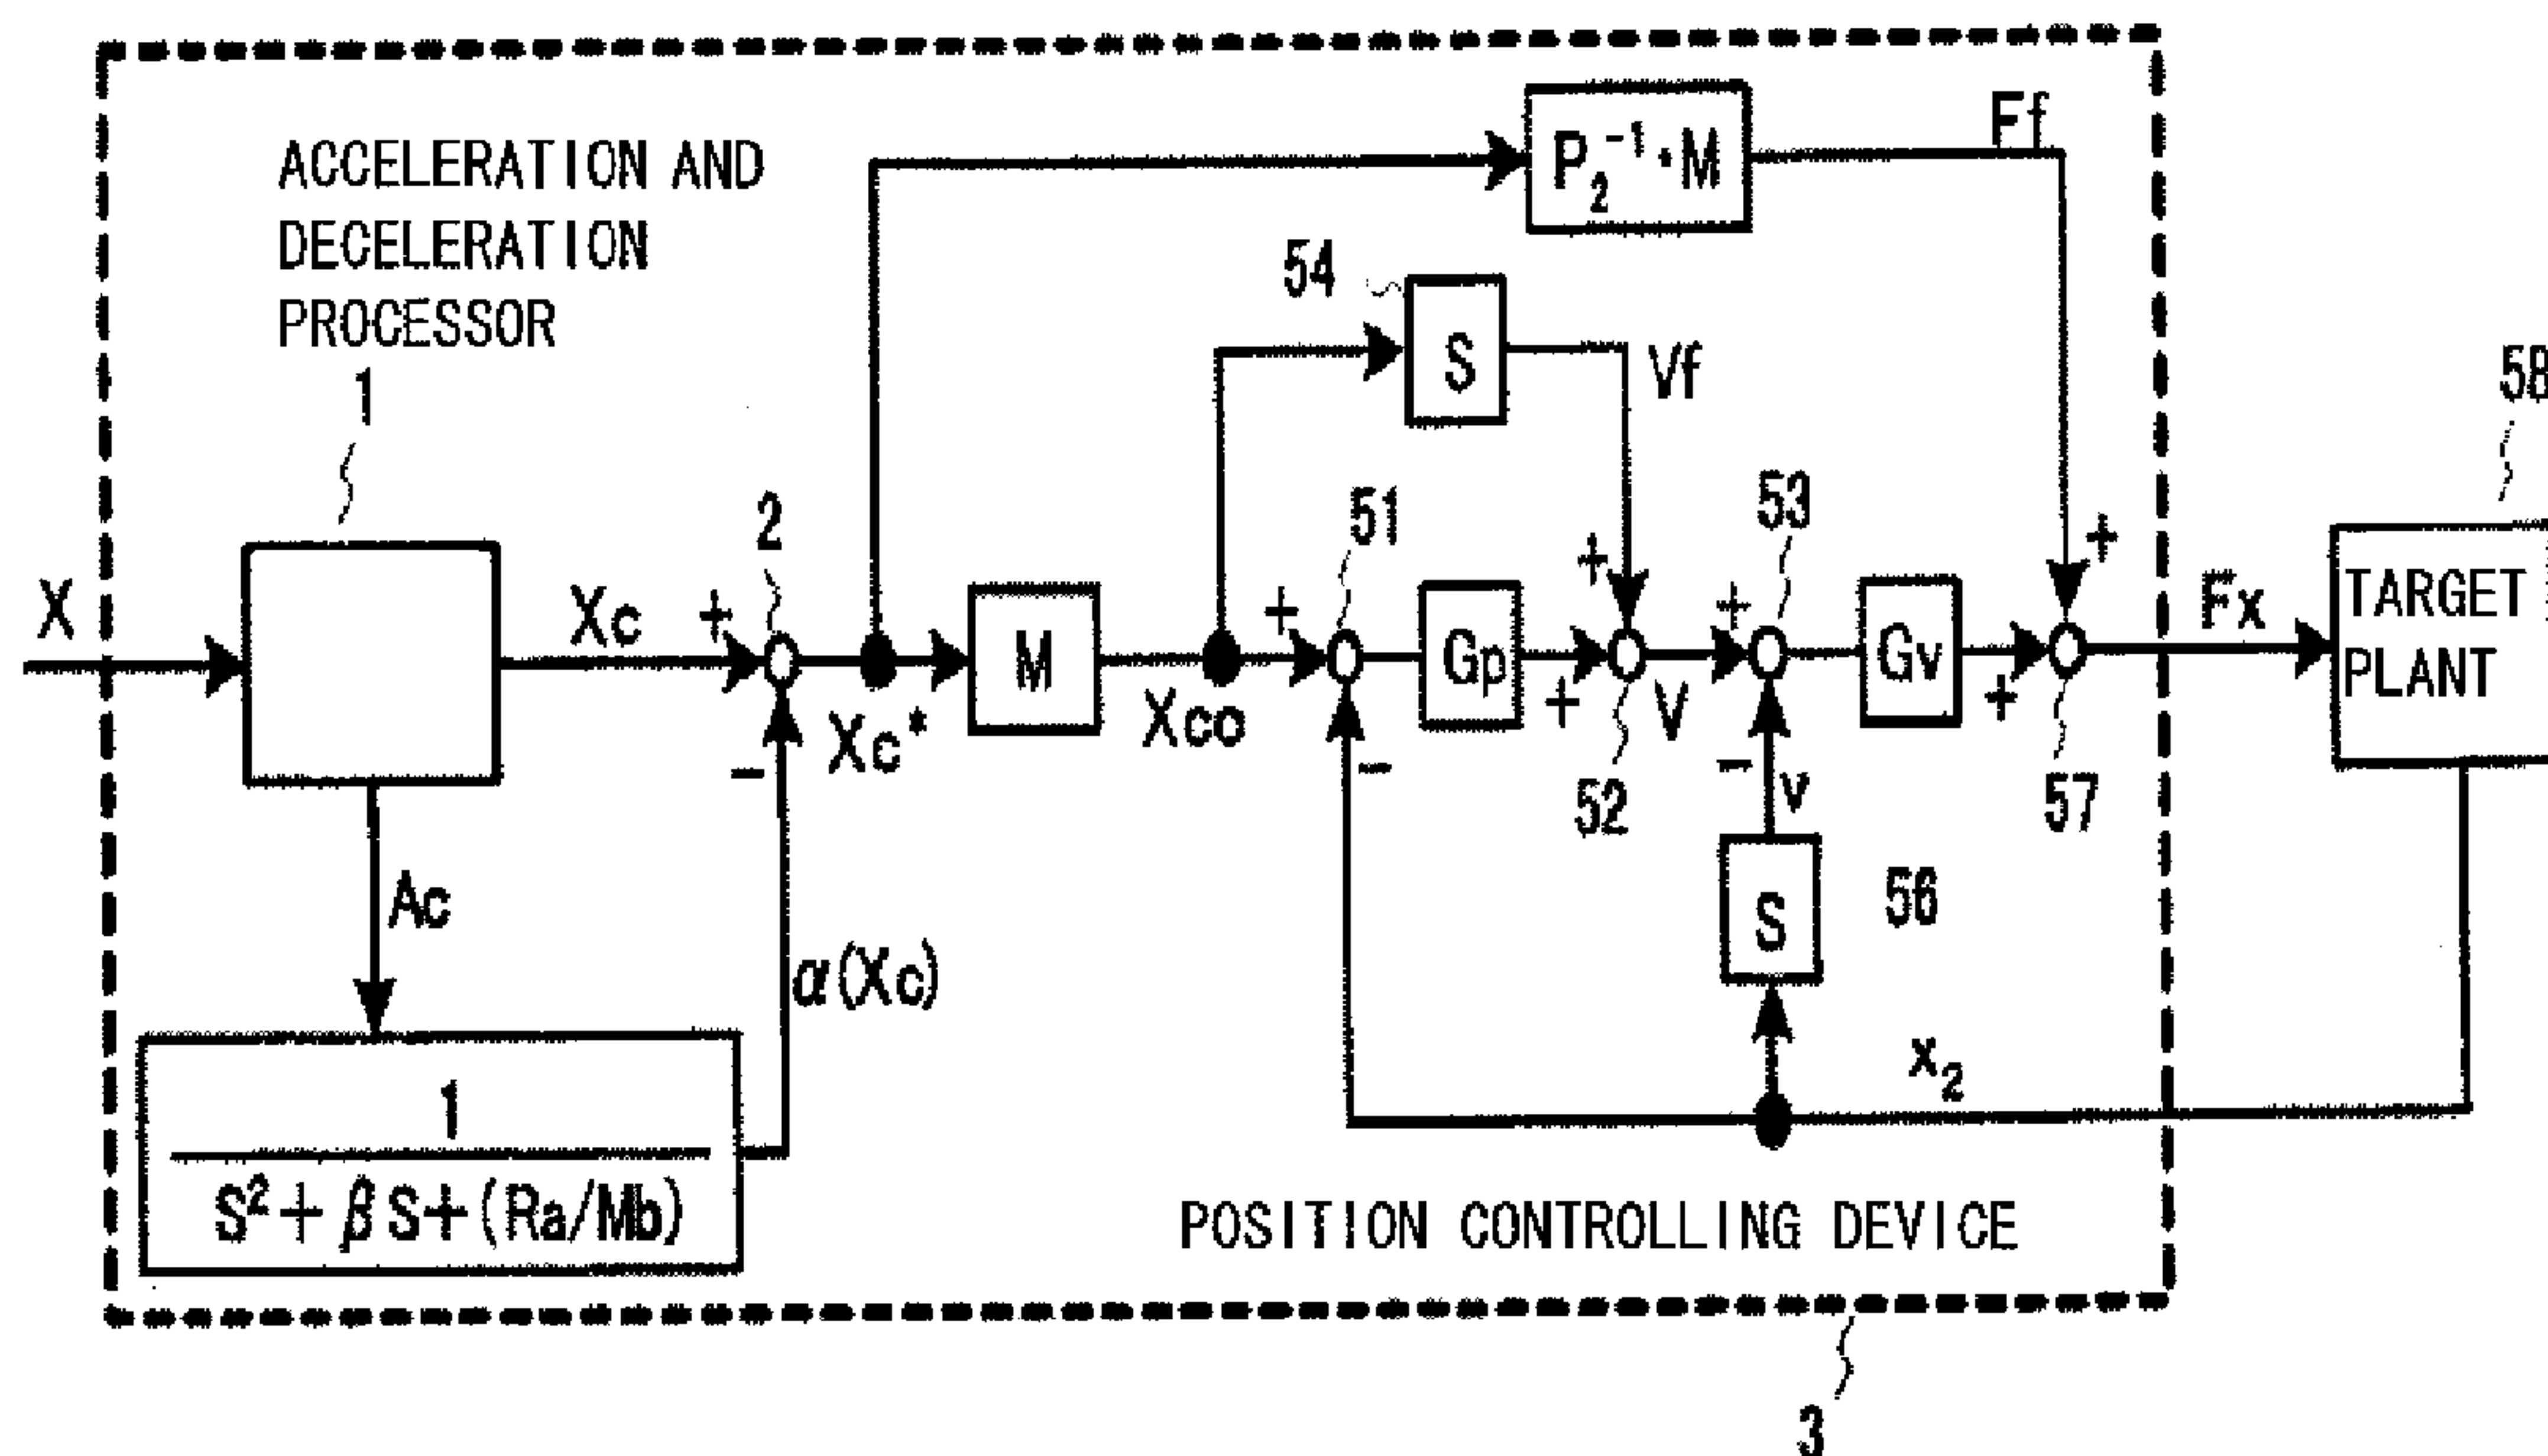 ACCELERATION AND
DECELERATION
PROCESSOR
1
P₂⁻¹・M
Ff
54
S
Vf
58
X
Xc
+
2
-
Xc*
M
Xco
+
51
-
Gp
+
+
52
V
+
53
-
v
Gv
+
+
57
Fx
TARGET
PLANT
S
56
x₂
Ac
α(Xc)
1
S²+βS+(Ra/Mb)
POSITION CONTROLLING DEVICE
3